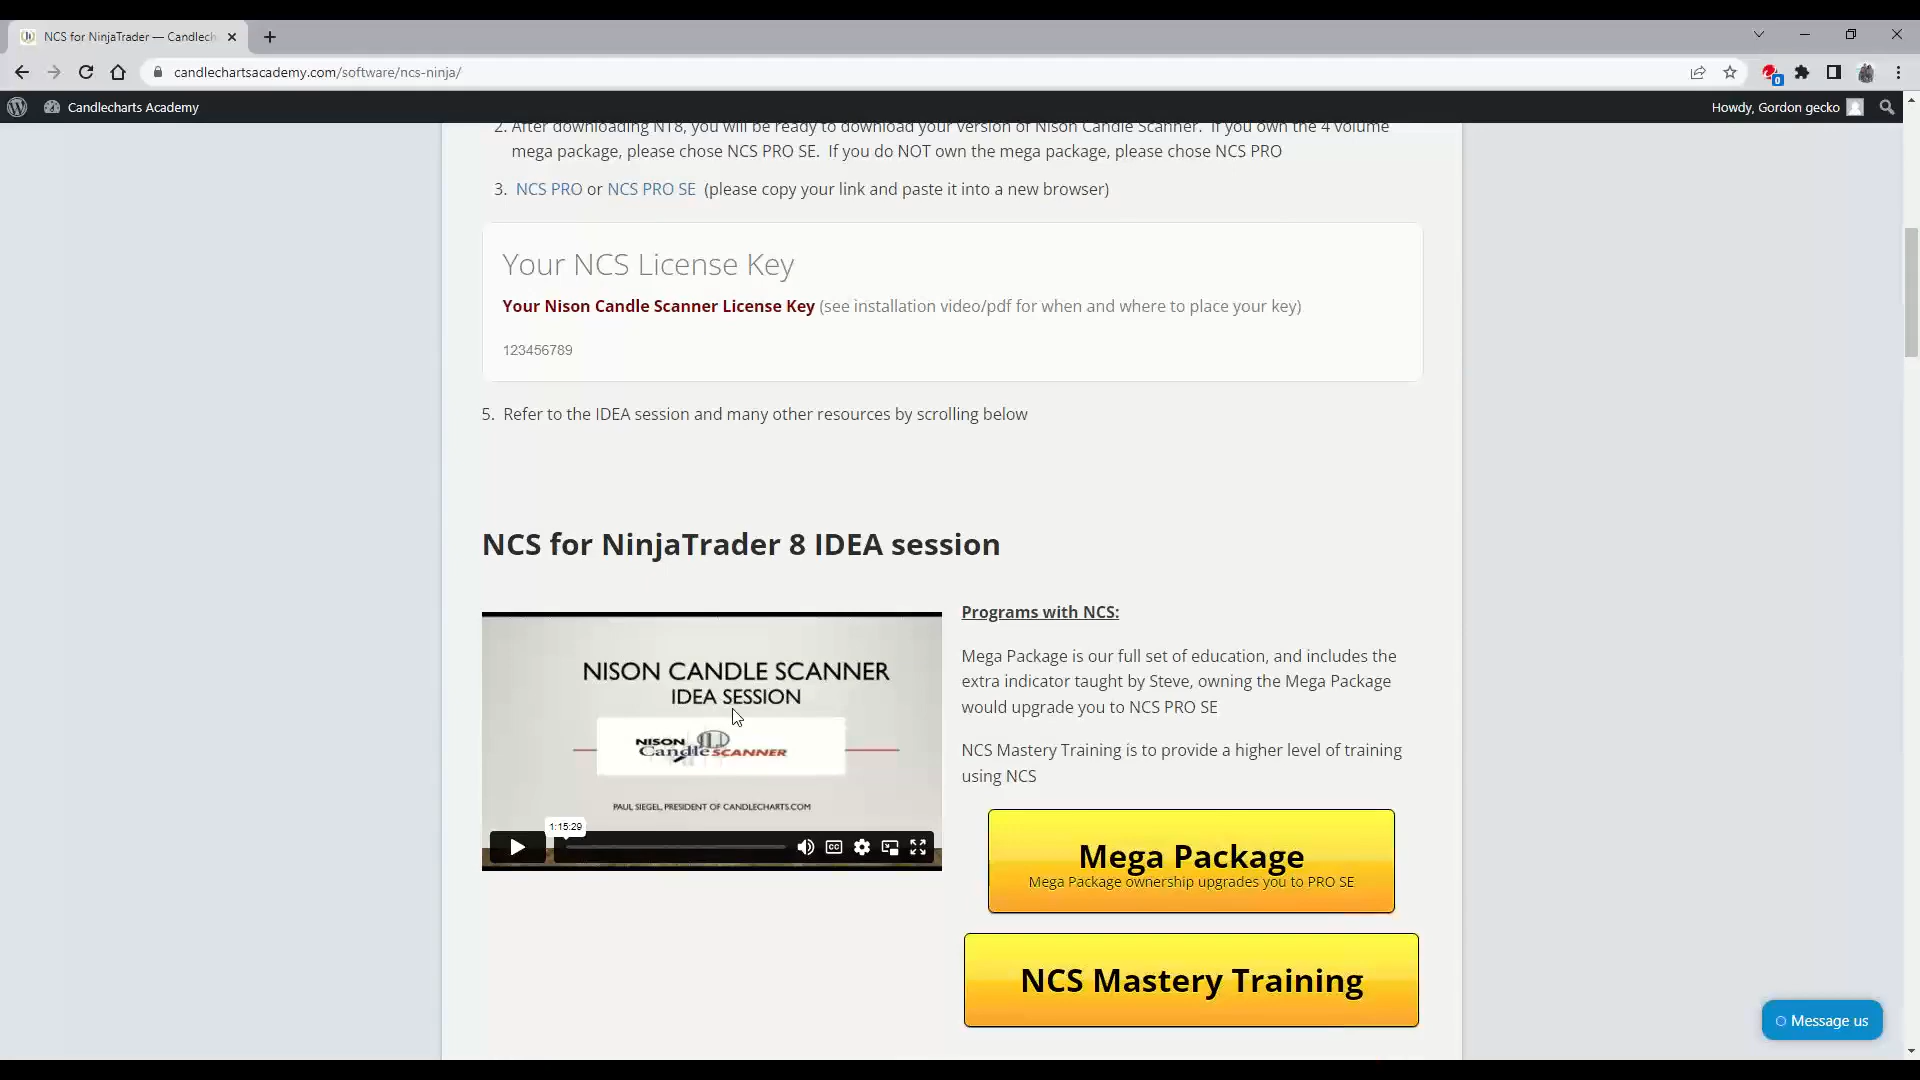 NCS for NinjaTrader — Candlech
candlechartsacademy.com/software/ncs-ninja/
0
Candlecharts Academy
Howdy, Gordon gecko
2. After downloading NT8, you will be ready to download your version of Nison Candle Scanner. If you own the 4 volume
mega package, please chose NCS PRO SE. If you do NOT own the mega package, please chose NCS PRO
3. NCS PRO or NCS PRO SE (please copy your link and paste it into a new browser)
Your NCS License Key
Your Nison Candle Scanner License Key (see installation video/pdf for when and where to place your key)
123456789
5. Refer to the IDEA session and many other resources by scrolling below
NCS for NinjaTrader 8 IDEA session
NISON CANDLE SCANNER
IDEA SESSION
NISON
Candle SCANNER
PAUL SIEGEL, PRESIDENT OF CANDLECHARTS.COM
1:15:29
CC
Programs with NCS:
Mega Package is our full set of education, and includes the
extra indicator taught by Steve, owning the Mega Package
would upgrade you to NCS PRO SE
NCS Mastery Training is to provide a higher level of training
using NCS
Mega Package
Mega Package ownership upgrades you to PRO SE
NCS Mastery Training
Message us